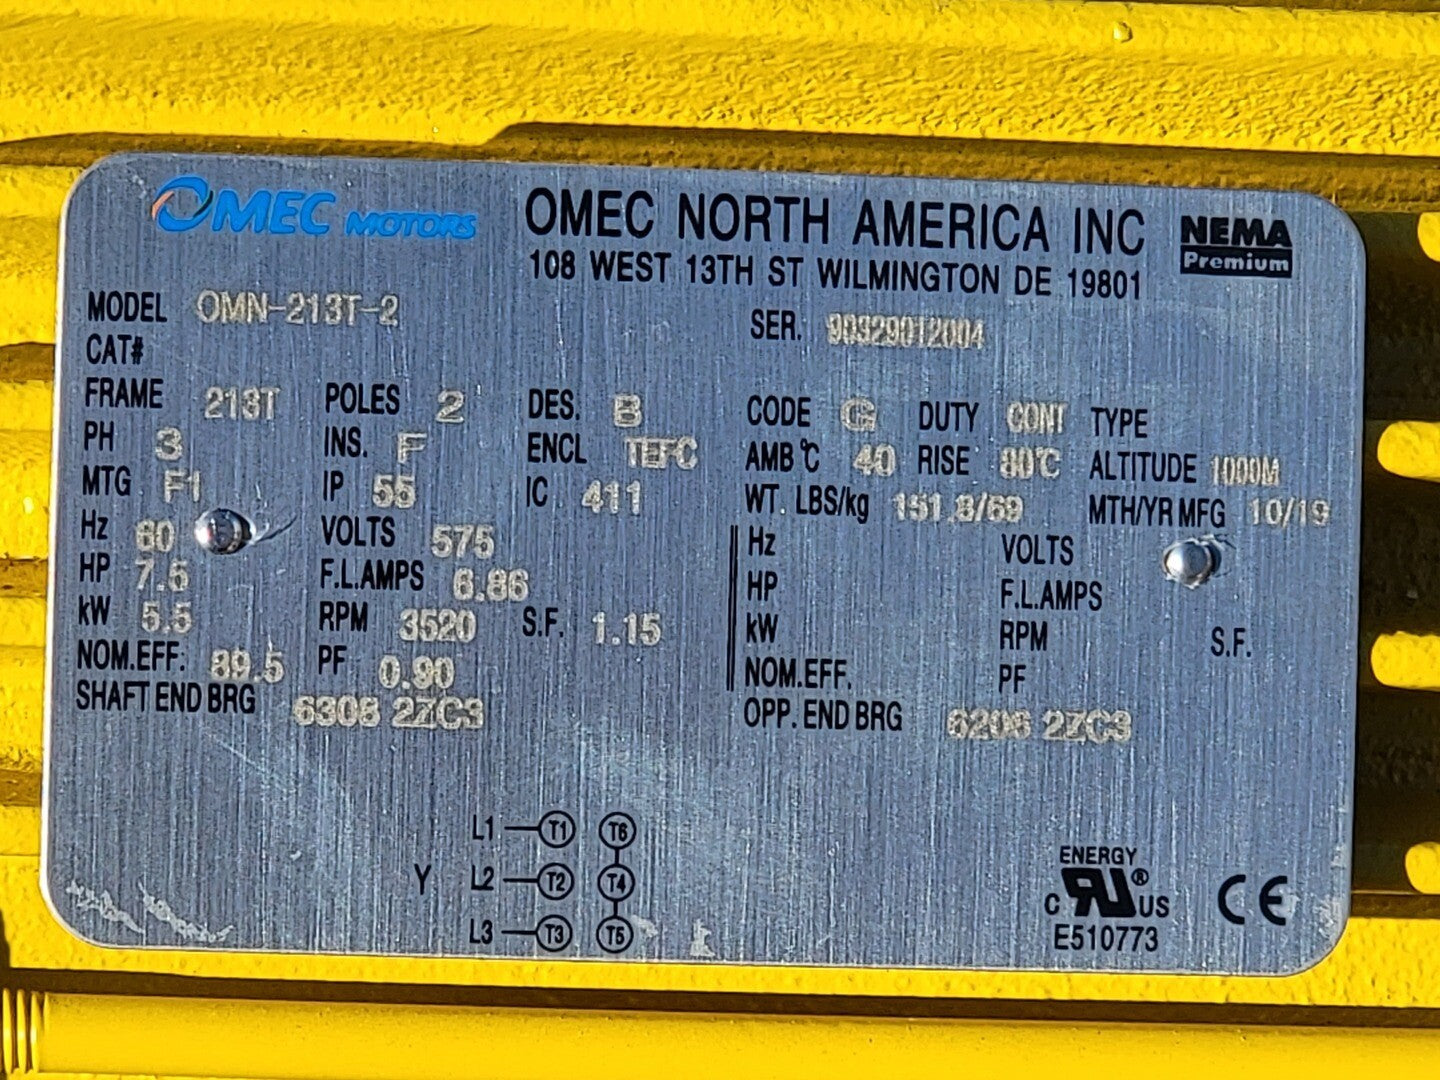 OMEC MOTORS OMEC NORTH AMERICA INC NEMA Premium
108 WEST 13TH ST WILMINGTON DE 19801
MODEL OMN-213T-2 SER. 90329012004
CAT#
FRAME 213T POLES 2 DES. B CODE G DUTY CONT TYPE
PH 3 INS. F ENCL TEFC AMB °C 40 RISE 80°C ALTITUDE 1000M
MTG F1 IP 55 IC 411 WT. LBS/kg 151.8/69 MTH/YR MFG 10/19
Hz 60 VOLTS 575 Hz VOLTS
HP 7.5 F.L.AMPS 6.86 HP F.L.AMPS
kW 5.5 RPM 3520 S.F. 1.15 kW RPM S.F.
NOM.EFF: 89.5 PF 0.90 NOM.EFF. PF
SHAFT END BRG 6308 2ZC3 OPP. END BRG 6206 2ZC3
L1 T1 T6
Y L2 T2 T4
L3 T3 T5
ENERGY
C RU ® US CE
E510773